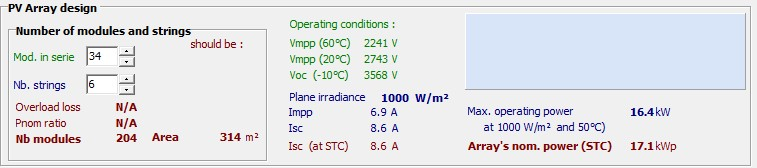 PV Array design
Number of modules and strings
should be :
Mod. in serie 34
Nb. strings 6
Overload loss N/A
Pnom ratio N/A
Nb modules 204 Area 314 m²
Operating conditions :
Vmpp (60°C) 2241 V
Vmpp (20°C) 2743 V
Voc (-10°C) 3568 V
Plane irradiance 1000 W/m²
Impp 6.9 A
Isc 8.6 A
Isc (at STC) 8.6 A
Max. operating power 16.4 kW
at 1000 W/m² and 50°C)
Array's nom. power (STC) 17.1 kWp